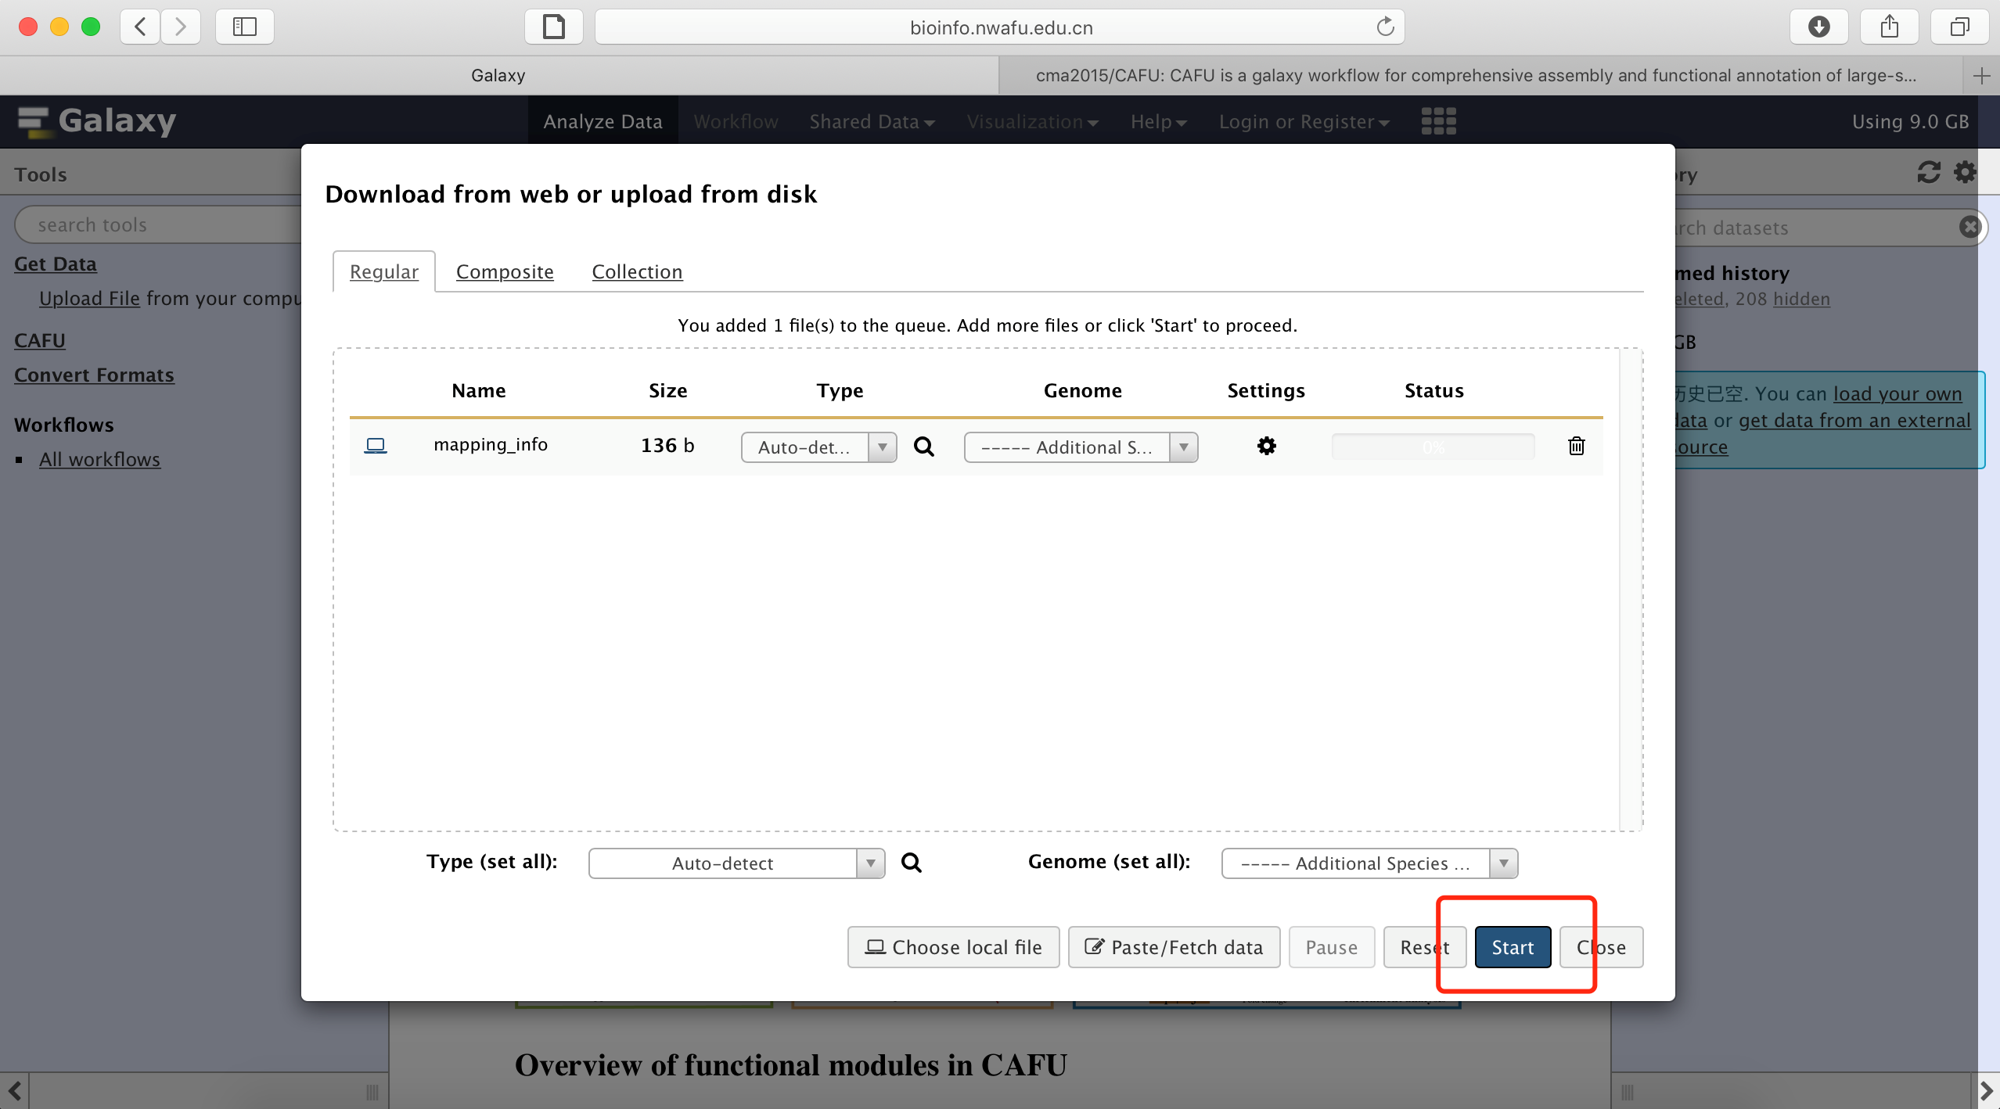 bioinfo.nwafu.edu.cn
Galaxy
cma2015/CAFU: CAFU is a galaxy workflow for comprehensive assembly and functional annotation of large-s...
Galaxy
Analyze Data
Workflow
Shared Data
Visualization
Help
Login or Register
Using 9.0 GB
Tools
search tools
Get Data
Upload File from your compu
CAFU
Convert Formats
Workflows
All workflows
Download from web or upload from disk
Regular
Composite
Collection
You added 1 file(s) to the queue. Add more files or click 'Start' to proceed.
Name
Size
Type
Genome
Settings
Status
mapping_info
136 b
Auto-det...
----- Additional S...
0%
Type (set all):
Auto-detect
Genome (set all):
----- Additional Species ...
Choose local file
Paste/Fetch data
Pause
Reset
Start
Close
ry
rch datasets
med history
eleted, 208 hidden
GB
历史已空. You can load your own
data or get data from an external
source
Overview of functional modules in CAFU